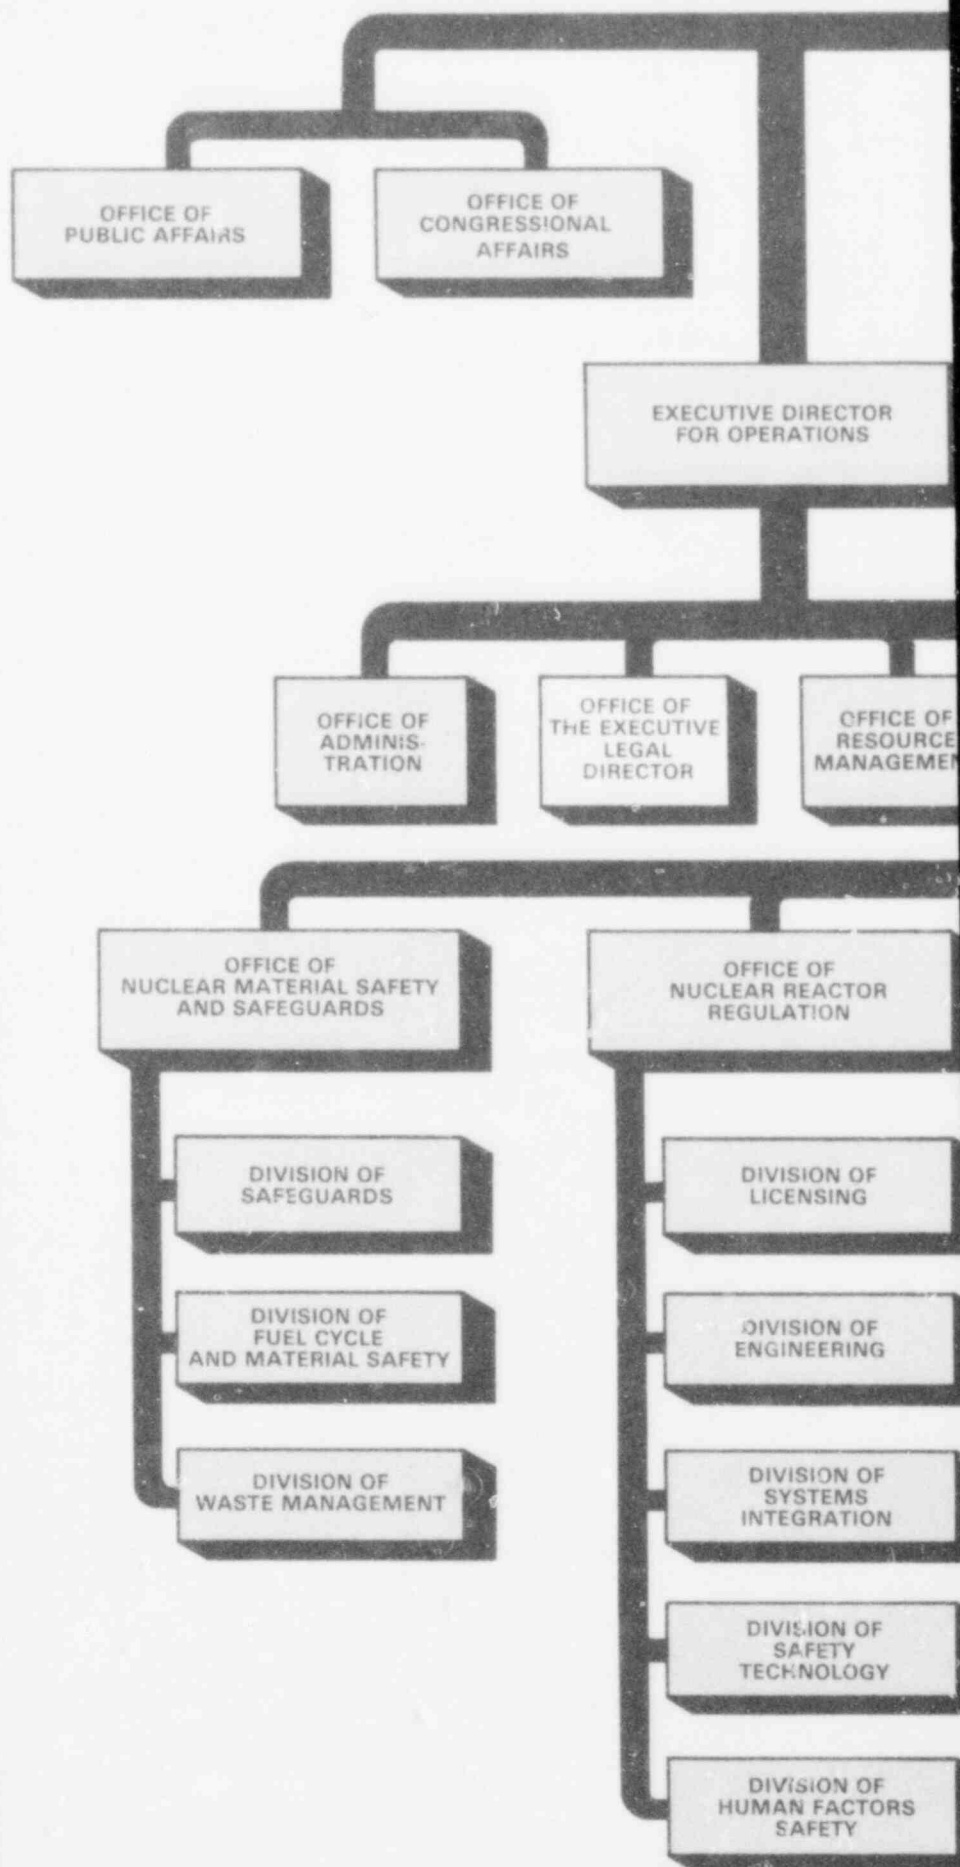 OFFICE OF
PUBLIC AFFAIRS
OFFICE OF
CONGRESSIONAL
AFFAIRS
EXECUTIVE DIRECTOR
FOR OPERATIONS
OFFICE OF
ADMINIS-
TRATION
OFFICE OF
THE EXECUTIVE
LEGAL
DIRECTOR
OFFICE OF
RESOURCE
MANAGEMEN
OFFICE OF
NUCLEAR MATERIAL SAFETY
AND SAFEGUARDS
OFFICE OF
NUCLEAR REACTOR
REGULATION
DIVISION OF
SAFEGUARDS
DIVISION OF
FUEL CYCLE
AND MATERIAL SAFETY
DIVISION OF
WASTE MANAGEMENT
DIVISION OF
LICENSING
DIVISION OF
ENGINEERING
DIVISION OF
SYSTEMS
INTEGRATION
DIVISION OF
SAFETY
TECHNOLOGY
DIVISION OF
HUMAN FACTORS
SAFETY